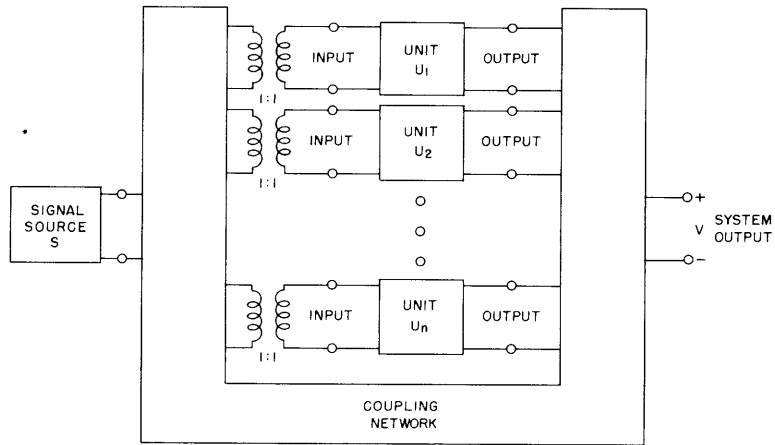 INPUT
UNIT
U1
OUTPUT
1:1
INPUT
UNIT
U2
OUTPUT
1:1
SIGNAL
SOURCE
S
+
V
−
SYSTEM
OUTPUT
INPUT
UNIT
Un
OUTPUT
1:1
COUPLING
NETWORK